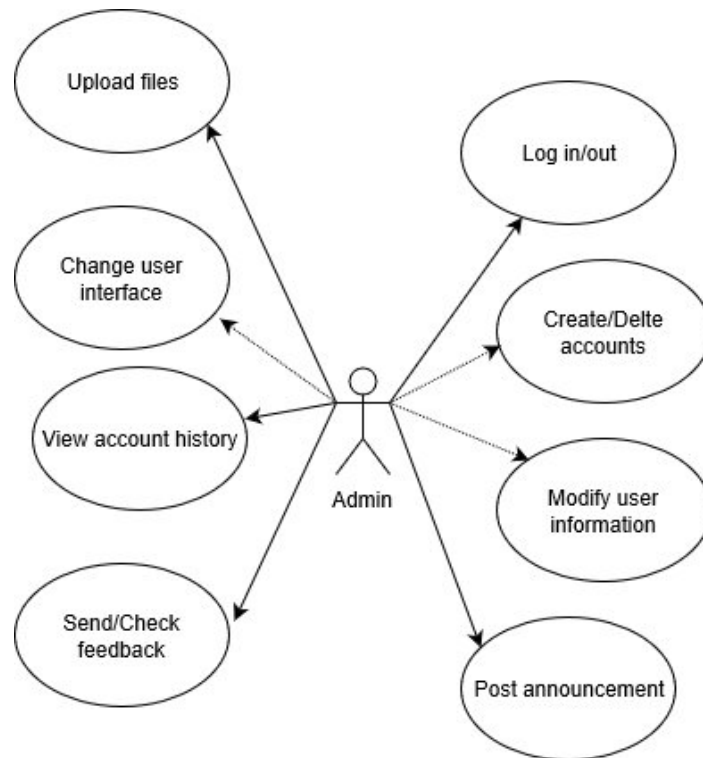 Upload files
Log in/out
Change user
interface
Create/Delte
accounts
View account history
Admin
Modify user
information
Send/Check
feedback
Post announcement